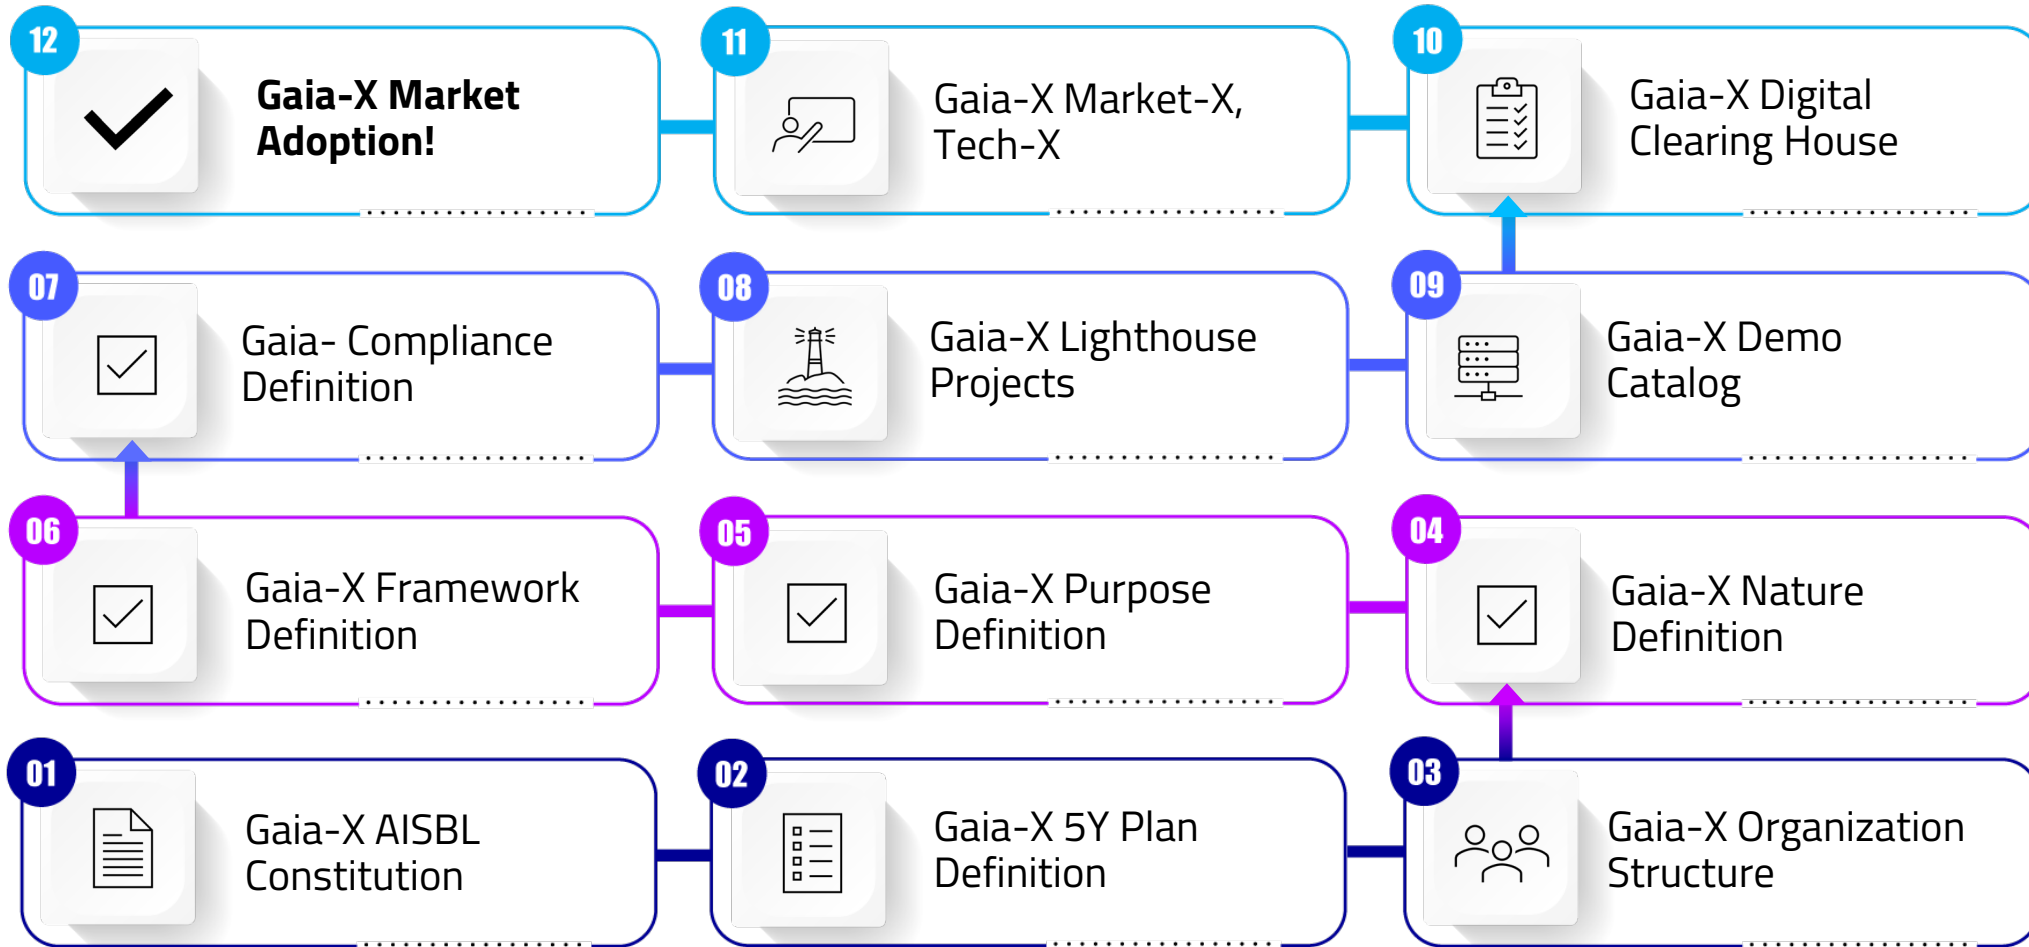 12
Gaia-X Market
Adoption!
11
Gaia-X Market-X,
Tech-X
10
Gaia-X Digital
Clearing House
07
Gaia- Compliance
Definition
08
Gaia-X Lighthouse
Projects
09
Gaia-X Demo
Catalog
06
Gaia-X Framework
Definition
05
Gaia-X Purpose
Definition
04
Gaia-X Nature
Definition
01
Gaia-X AISBL
Constitution
02
Gaia-X 5Y Plan
Definition
03
Gaia-X Organization
Structure